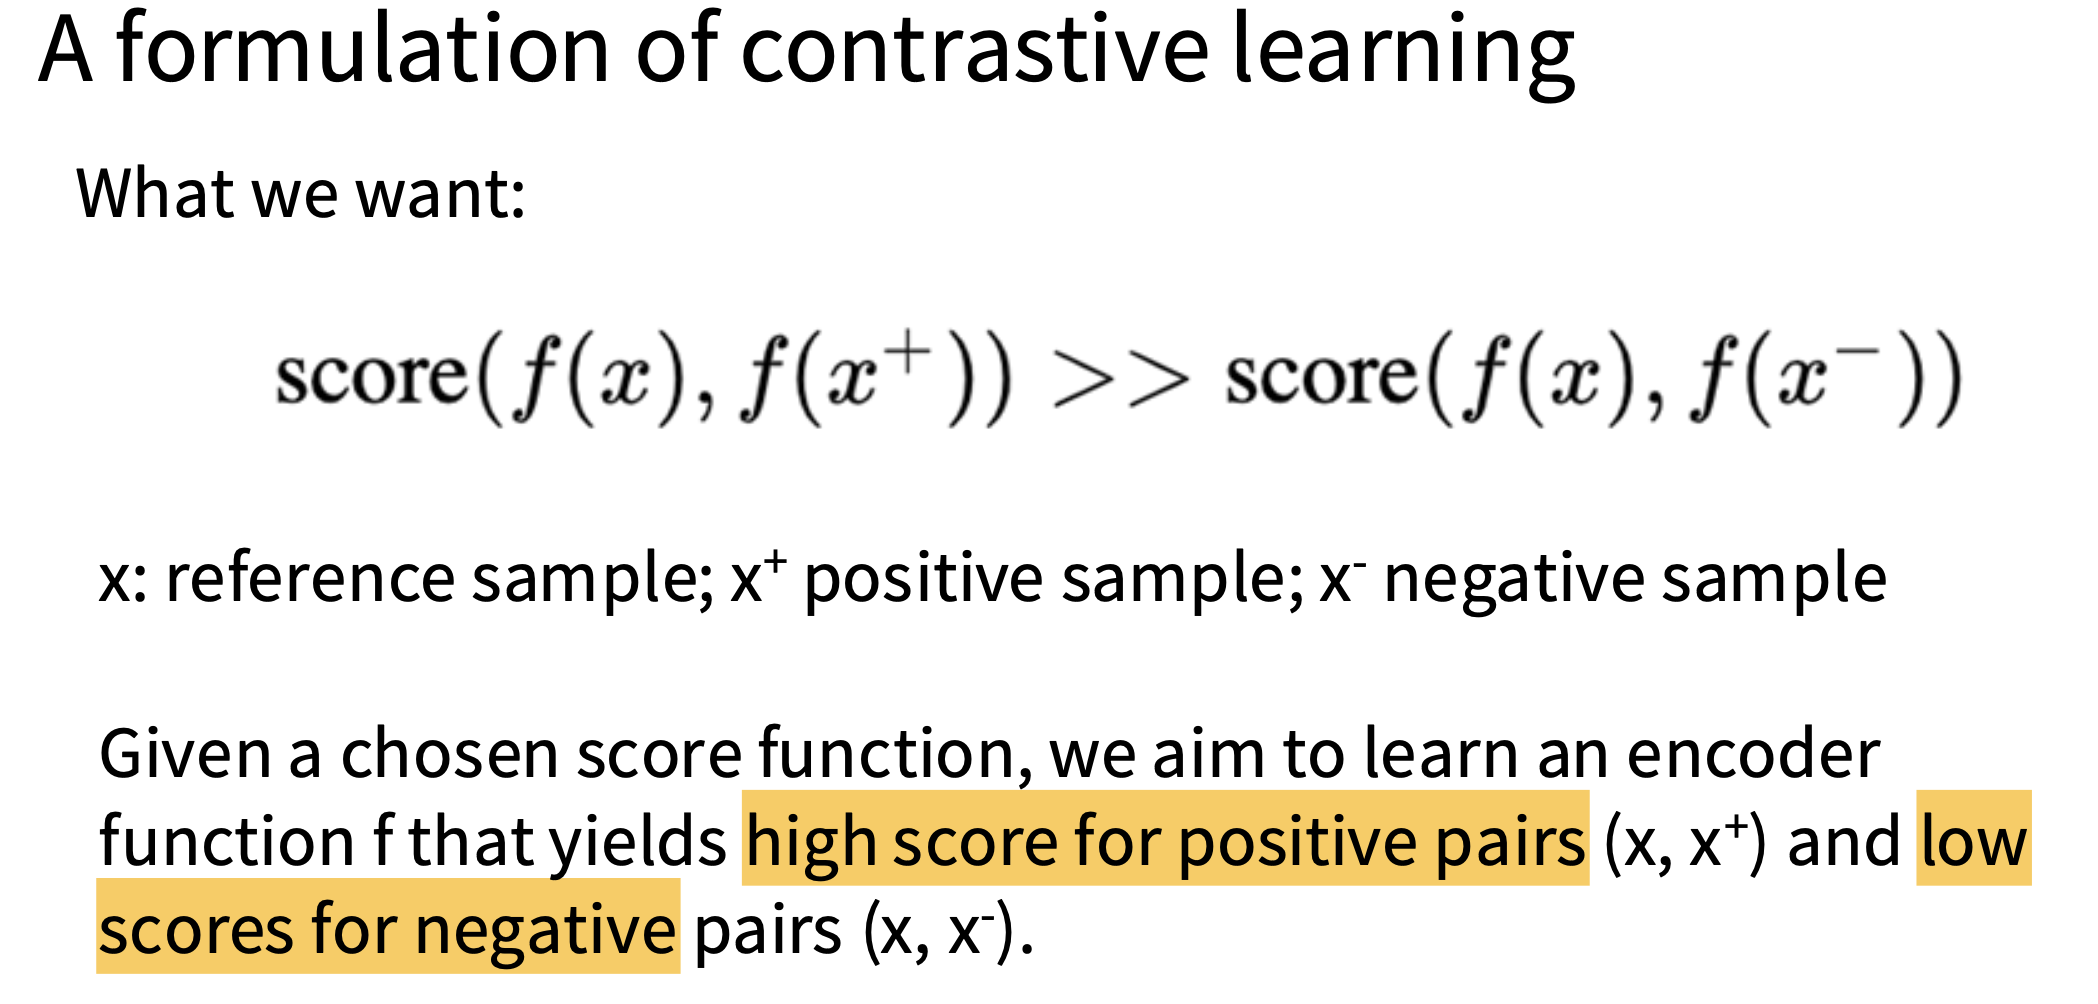 A formulation of contrastive learning
What we want:
score(f(x), f(x⁺)) >> score(f(x), f(x⁻))
x: reference sample; x⁺ positive sample; x⁻ negative sample
Given a chosen score function, we aim to learn an encoder
function f that yields high score for positive pairs (x, x⁺) and low
scores for negative pairs (x, x⁻).